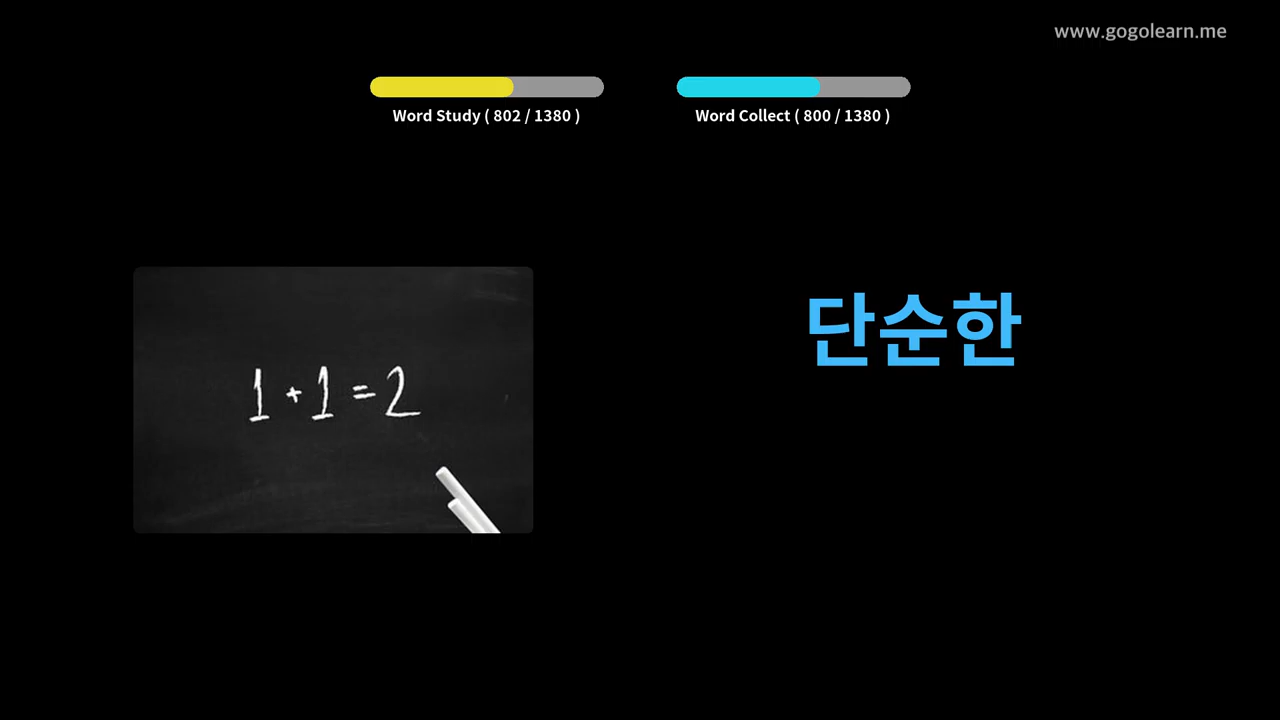 www.gogolearn.me
Word Study ( 802 / 1380 )
Word Collect ( 800 / 1380 )
단순한
1 + 1 = 2